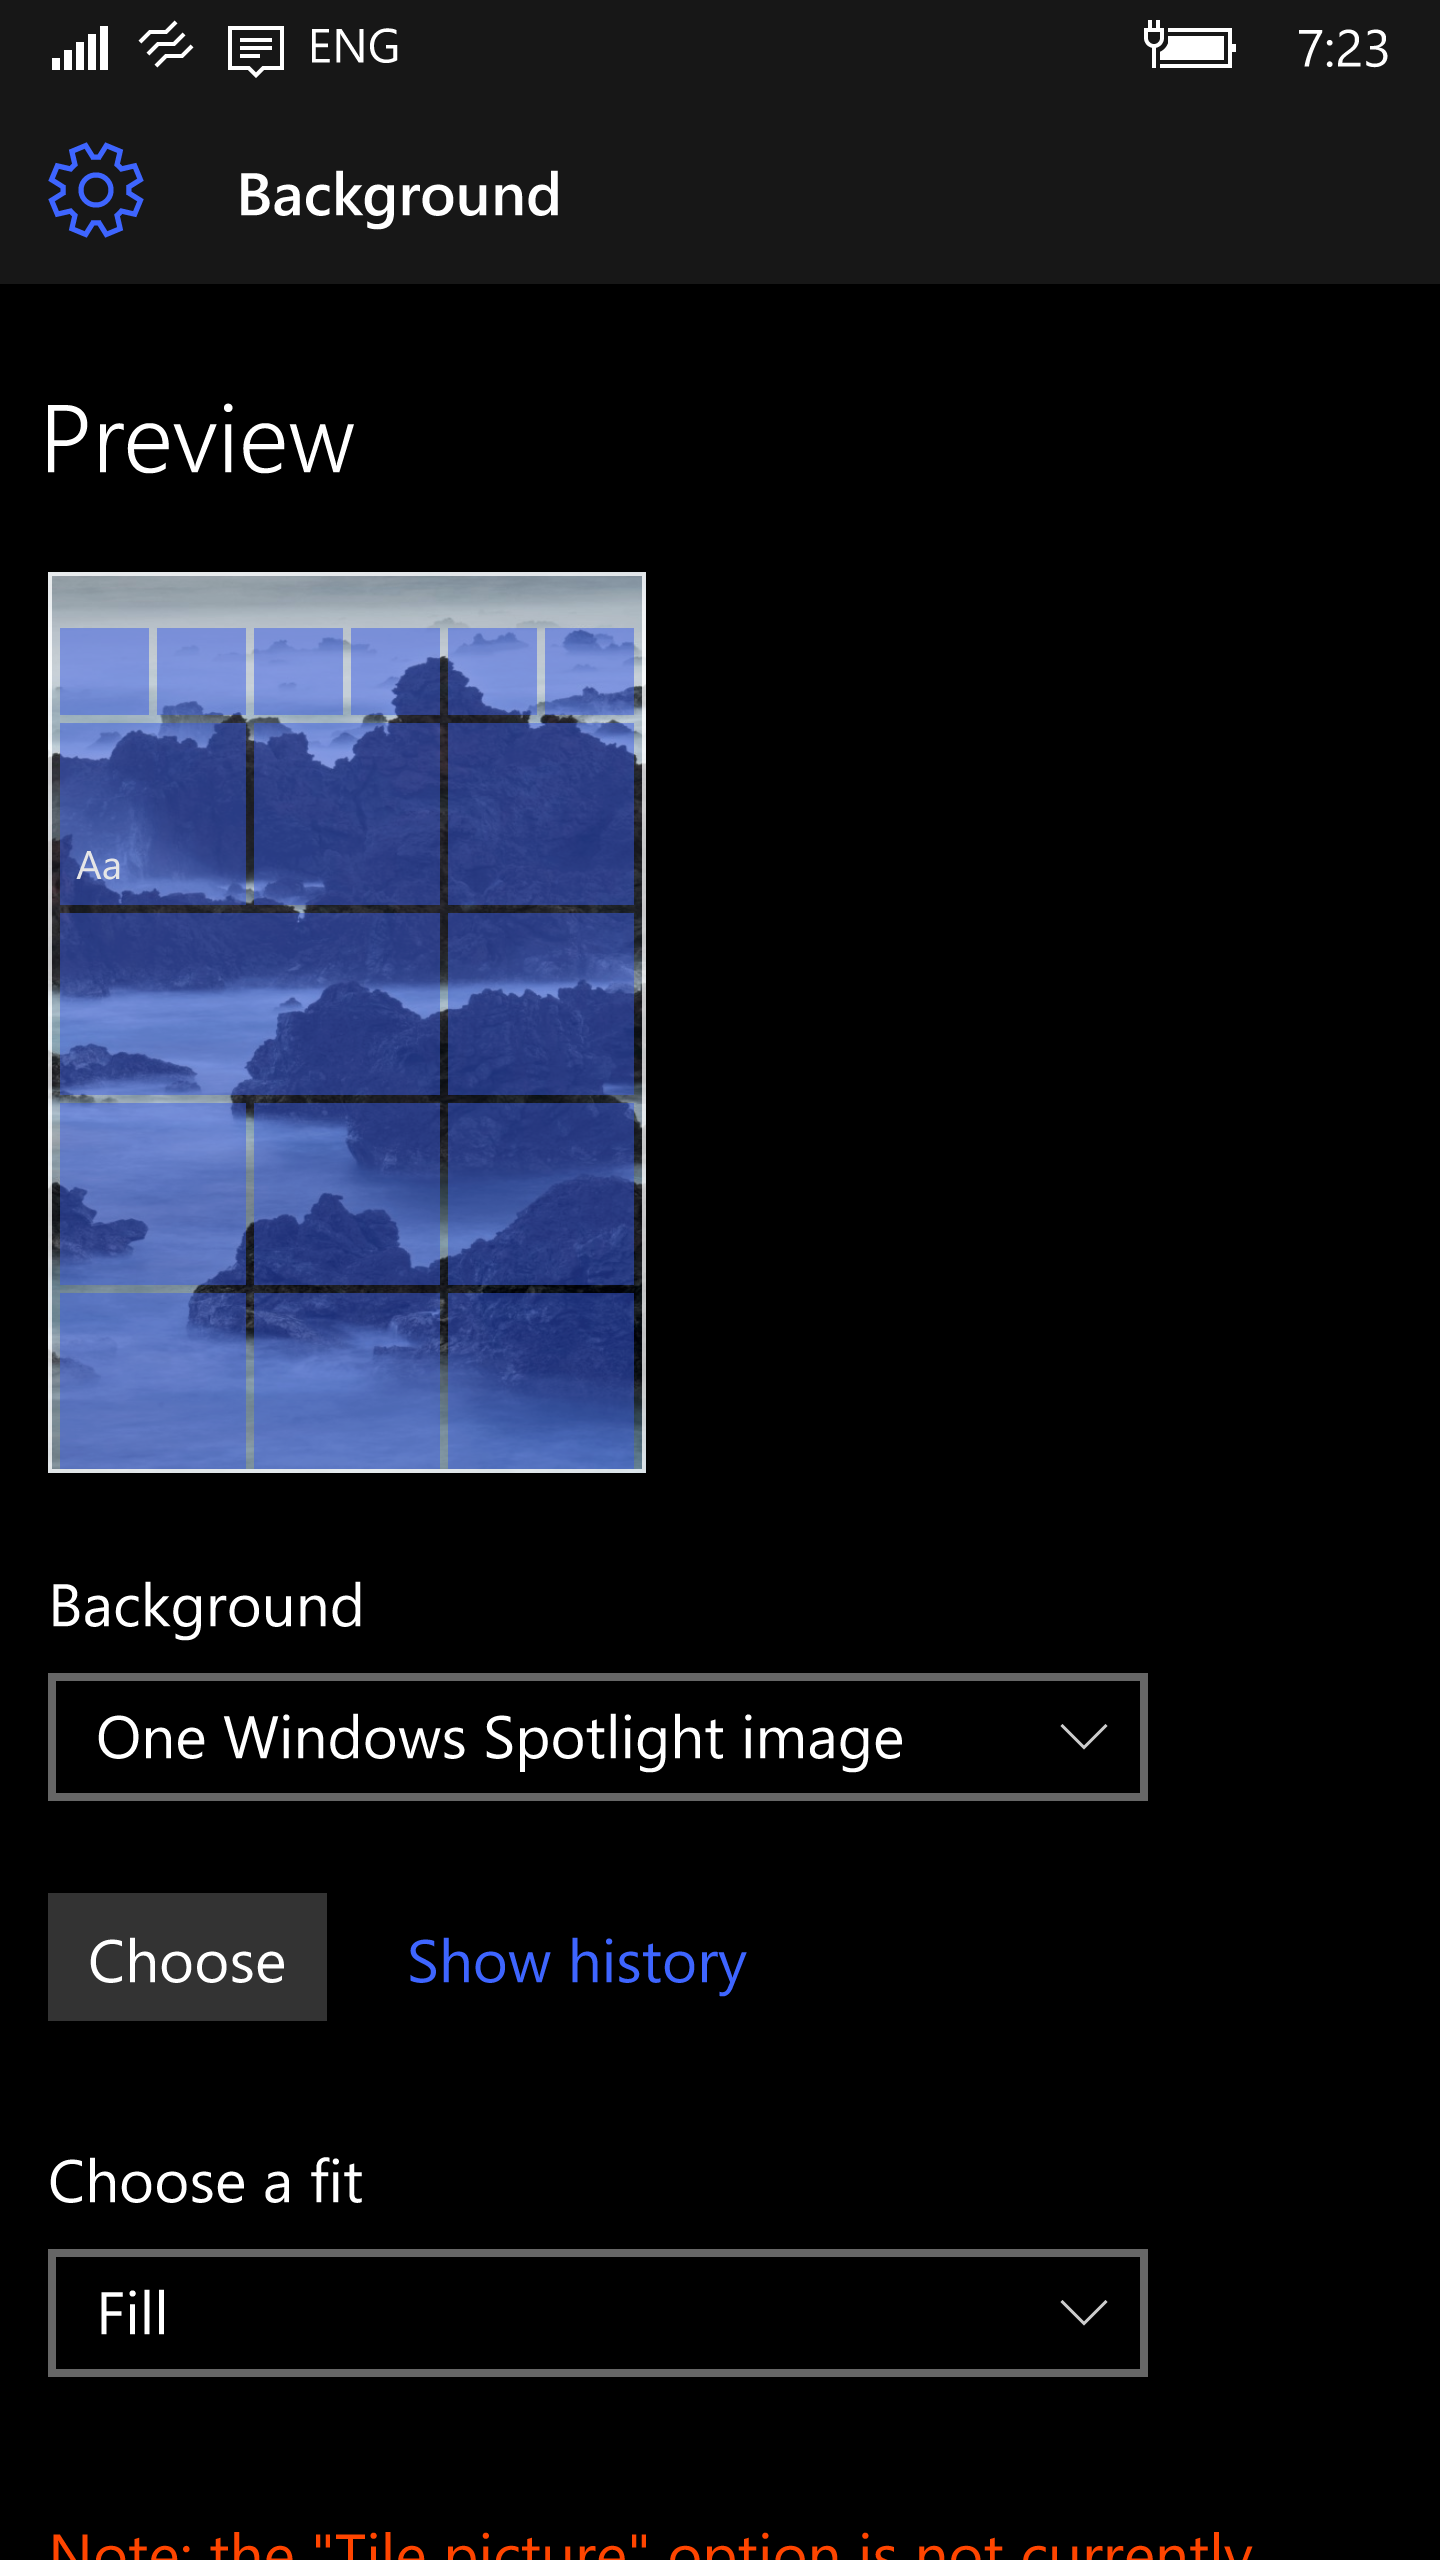 ENG 7:23
Background
Preview
Aa
Background
One Windows Spotlight image
Choose Show history
Choose a fit
Fill
Note: the "Tile picture" option is not currently